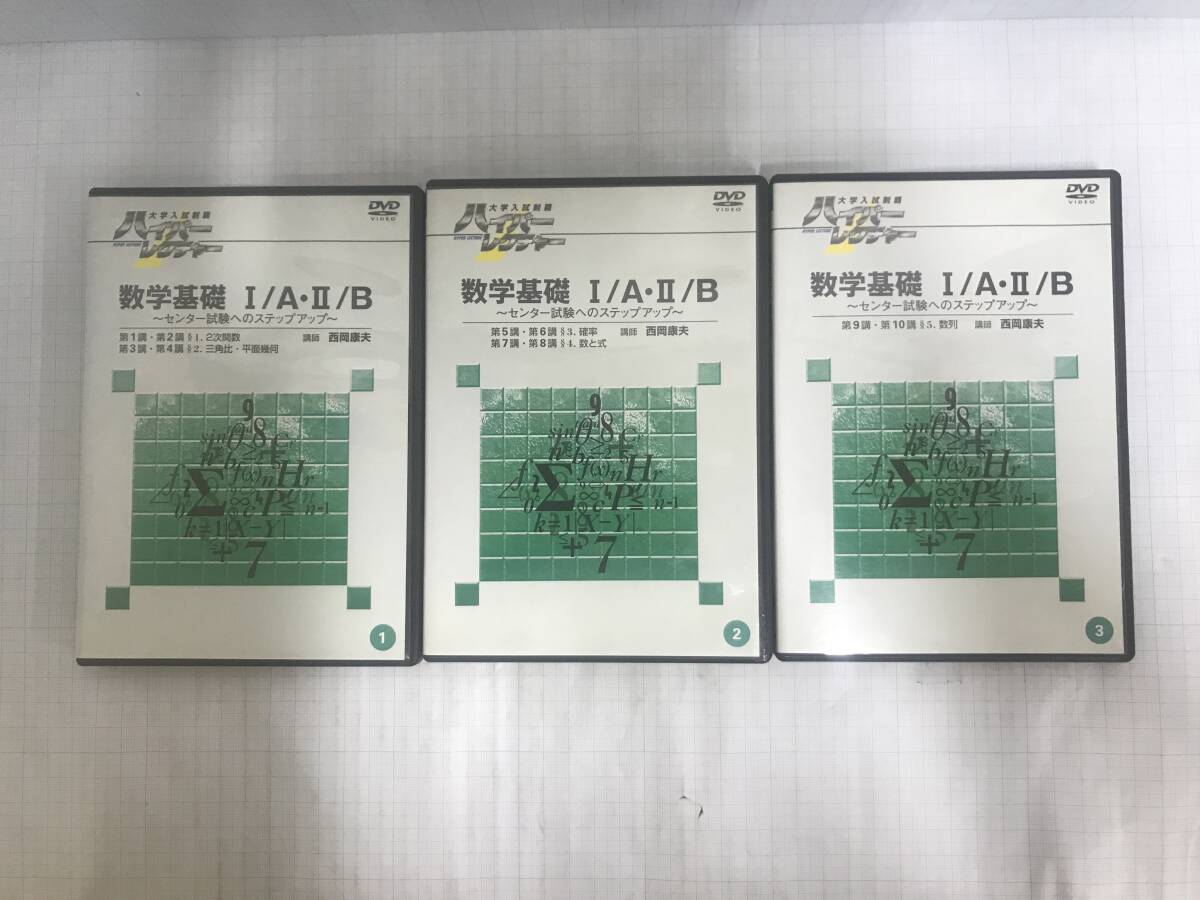 大学入試制覇
ハイパー
レクチャー
HYPER LECTURE
DVD
VIDEO
数学基礎 I/A・II/B
～センター試験へのステップアップ～
第1講・第2講 §1. 2次関数 講師 西岡康夫
第3講・第4講 §2. 三角比・平面幾何
1
大学入試制覇
ハイパー
レクチャー
HYPER LECTURE
DVD
VIDEO
数学基礎 I/A・II/B
～センター試験へのステップアップ～
第5講・第6講 §3. 確率 講師 西岡康夫
第7講・第8講 §4. 数と式
2
大学入試制覇
ハイパー
レクチャー
HYPER LECTURE
DVD
VIDEO
数学基礎 I/A・II/B
～センター試験へのステップアップ～
第9講・第10講 §5. 数列 講師 西岡康夫
3